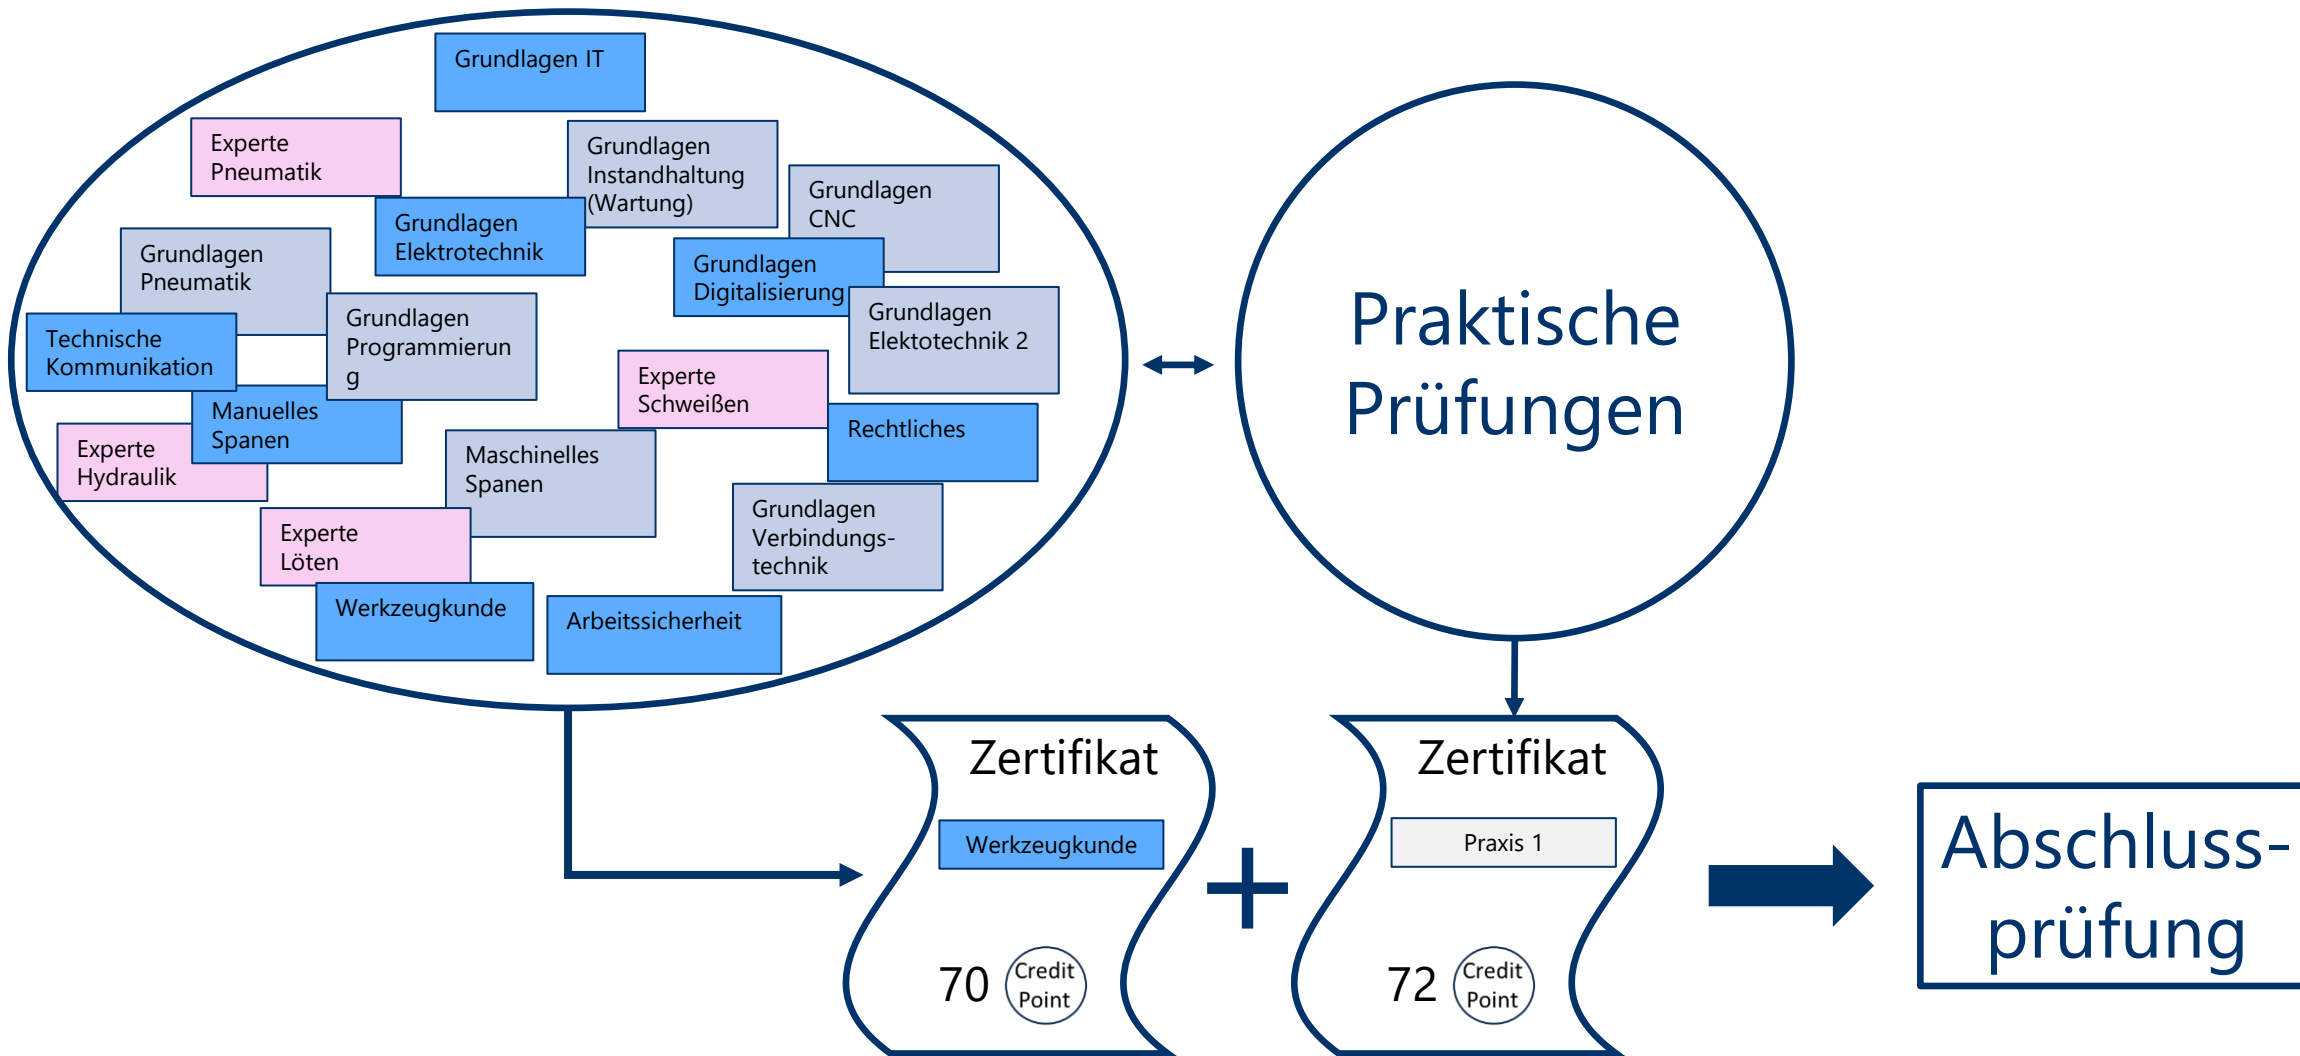 Grundlagen IT
Experte
Pneumatik
Grundlagen
Instandhaltung
(Wartung)
Grundlagen
CNC
Grundlagen
Elektrotechnik
Grundlagen
Pneumatik
Grundlagen
Digitalisierung
Grundlagen
Elektotechnik 2
Technische
Kommunikation
Grundlagen
Programmierun
g
Experte
Schweißen
Manuelles
Spanen
Rechtliches
Experte
Hydraulik
Maschinelles
Spanen
Grundlagen
Verbindungs-
technik
Experte
Löten
Werkzeugkunde
Arbeitssicherheit
Praktische
Prüfungen
Zertifikat
Werkzeugkunde
70
Credit
Point
Zertifikat
Praxis 1
72
Credit
Point
Abschluss-
prüfung